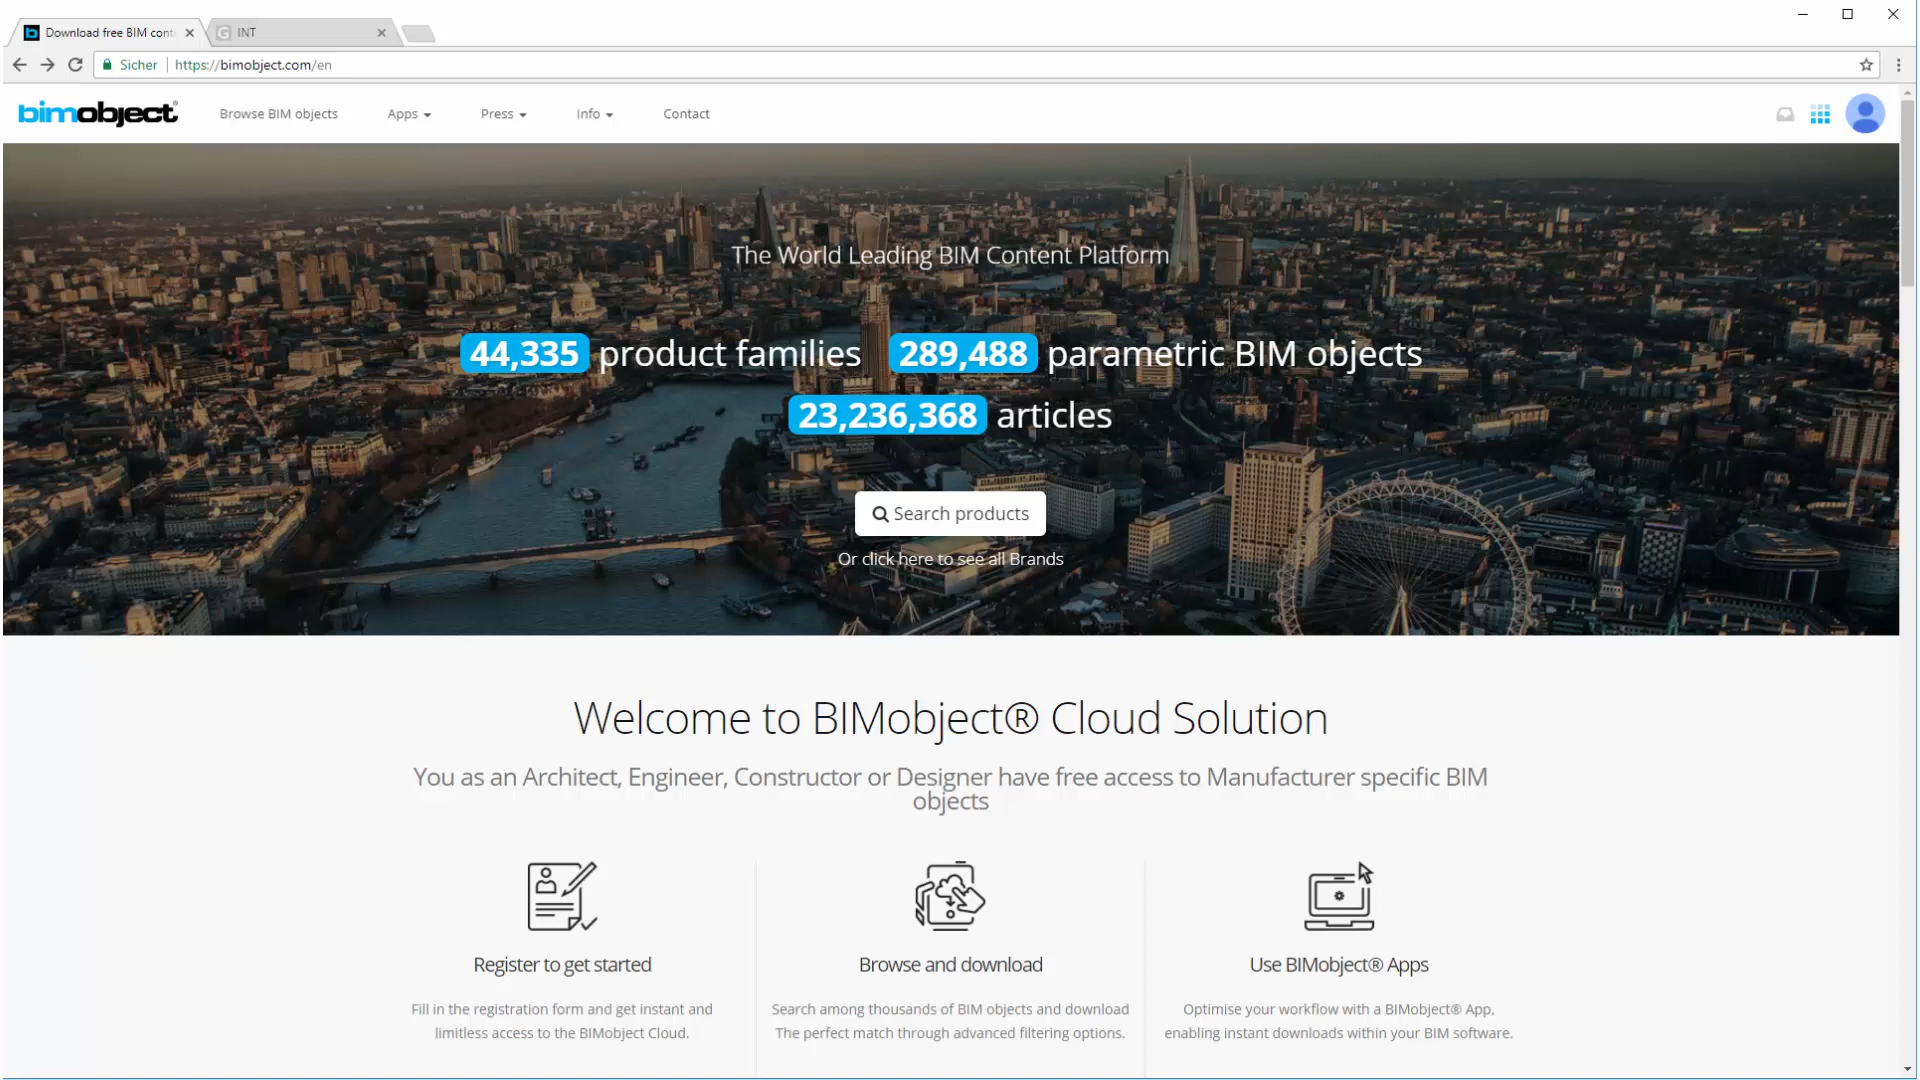 Download free BIM cont
INT
Sicher https://bimobject.com/en
bimobject®
Browse BIM objects
Apps
Press
Info
Contact
The World Leading BIM Content Platform
44,335 product families 289,488 parametric BIM objects
23,236,368 articles
Search products
Or click here to see all Brands
Welcome to BIMobject® Cloud Solution
You as an Architect, Engineer, Constructor or Designer have free access to Manufacturer specific BIM
objects
Register to get started
Fill in the registration form and get instant and
limitless access to the BIMobject Cloud.
Browse and download
Search among thousands of BIM objects and download
The perfect match through advanced filtering options.
Use BIMobject® Apps
Optimise your workflow with a BIMobject® App,
enabling instant downloads within your BIM software.